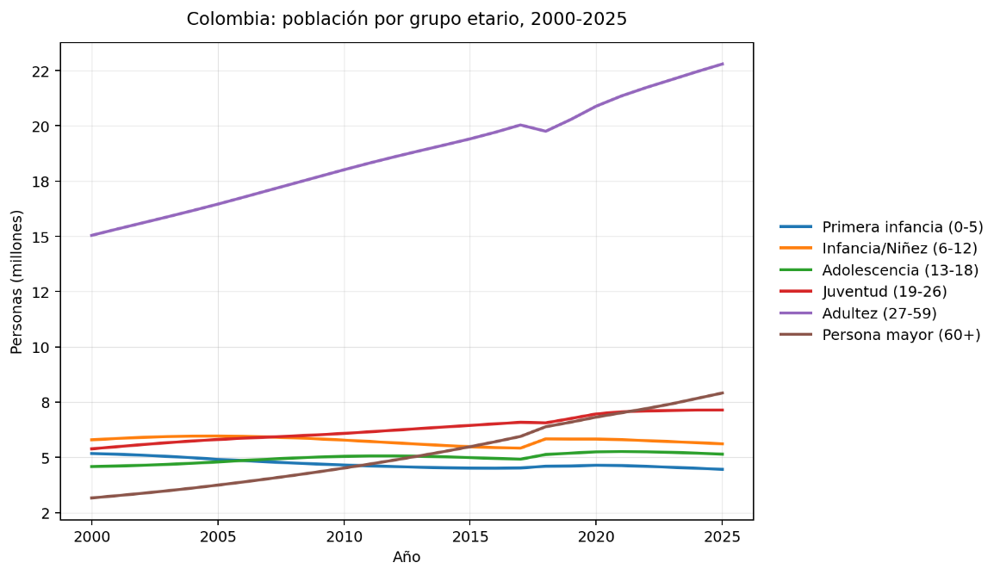 Colombia: población por grupo etario, 2000-2025
Personas (millones)
22
20
18
15
12
10
8
5
2
2000
2005
2010
2015
2020
2025
Año
Primera infancia (0-5)
Infancia/Niñez (6-12)
Adolescencia (13-18)
Juventud (19-26)
Adultez (27-59)
Persona mayor (60+)